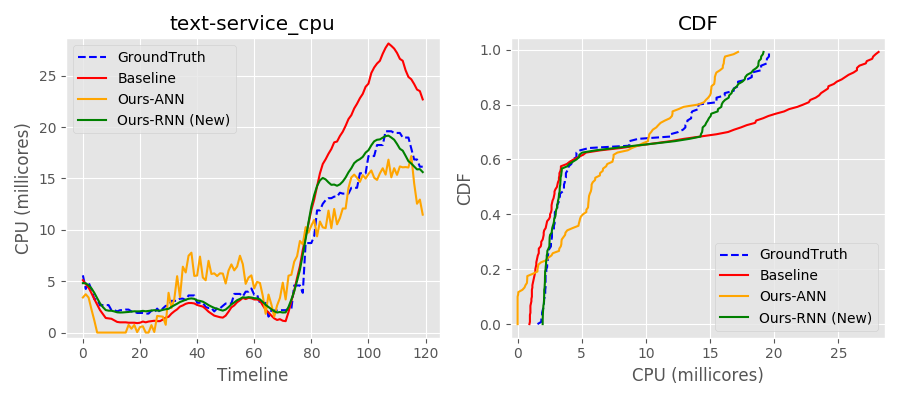 text-service_cpu
CPU (millicores)
25
20
15
10
5
0
GroundTruth
Baseline
Ours-ANN
Ours-RNN (New)
0
20
40
60
80
100
120
Timeline
CDF
CDF
1.0
0.8
0.6
0.4
0.2
0.0
GroundTruth
Baseline
Ours-ANN
Ours-RNN (New)
0
5
10
15
20
25
CPU (millicores)